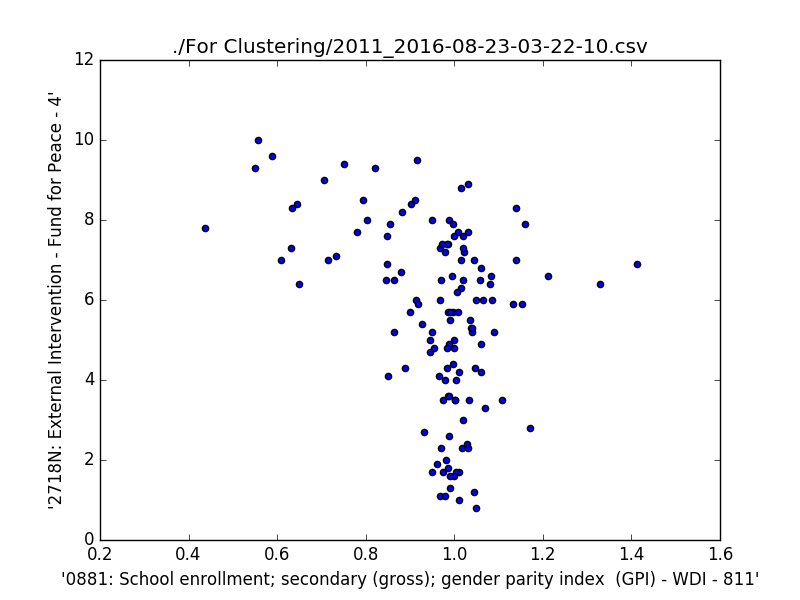 ./For Clustering/2011_2016-08-23-03-22-10.csv
12
10
8
6
4
2
0
'2718N: External Intervention - Fund for Peace - 4'
0.2 0.4 0.6 0.8 1.0 1.2 1.4 1.6
'0881: School enrollment; secondary (gross); gender parity index  (GPI) - WDI - 811'